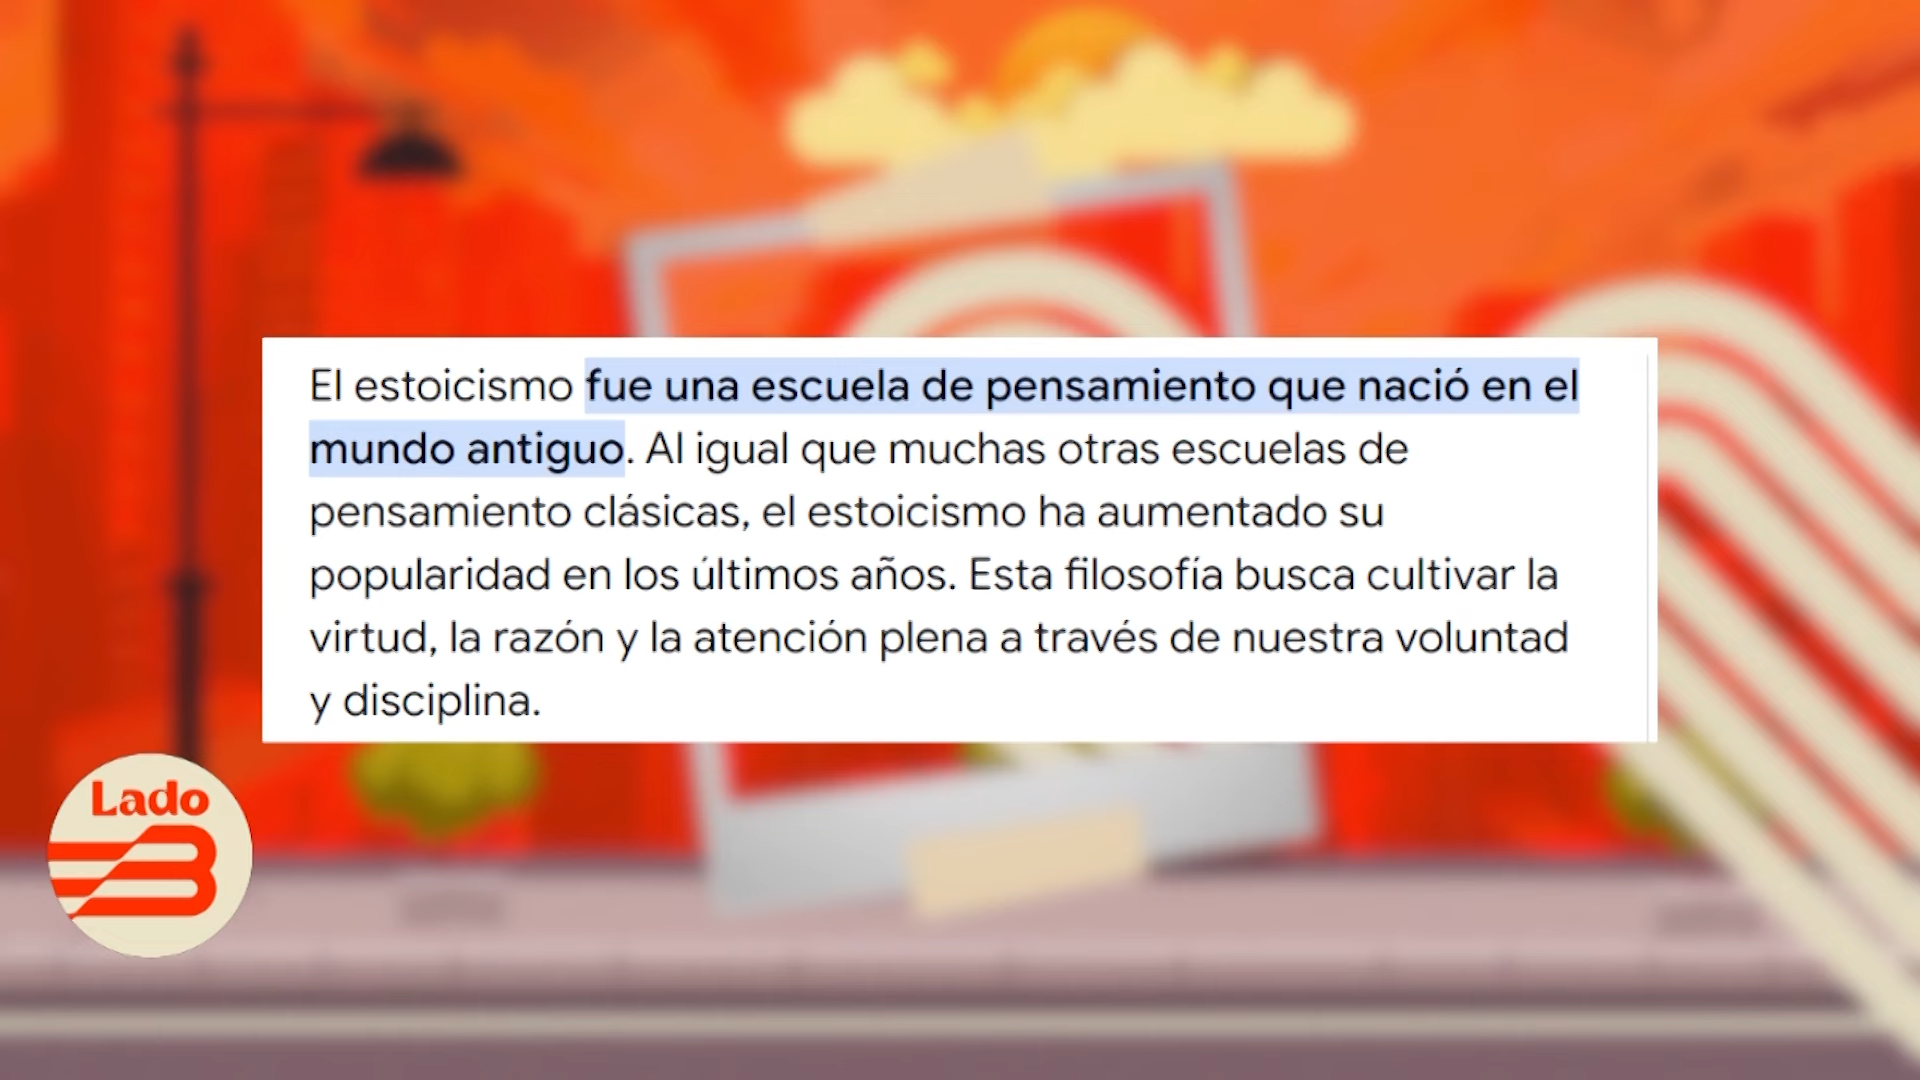 El estoicismo fue una escuela de pensamiento que nació en el
mundo antiguo. Al igual que muchas otras escuelas de
pensamiento clásicas, el estoicismo ha aumentado su
popularidad en los últimos años. Esta filosofía busca cultivar la
virtud, la razón y la atención plena a través de nuestra voluntad
y disciplina.
Lado
B